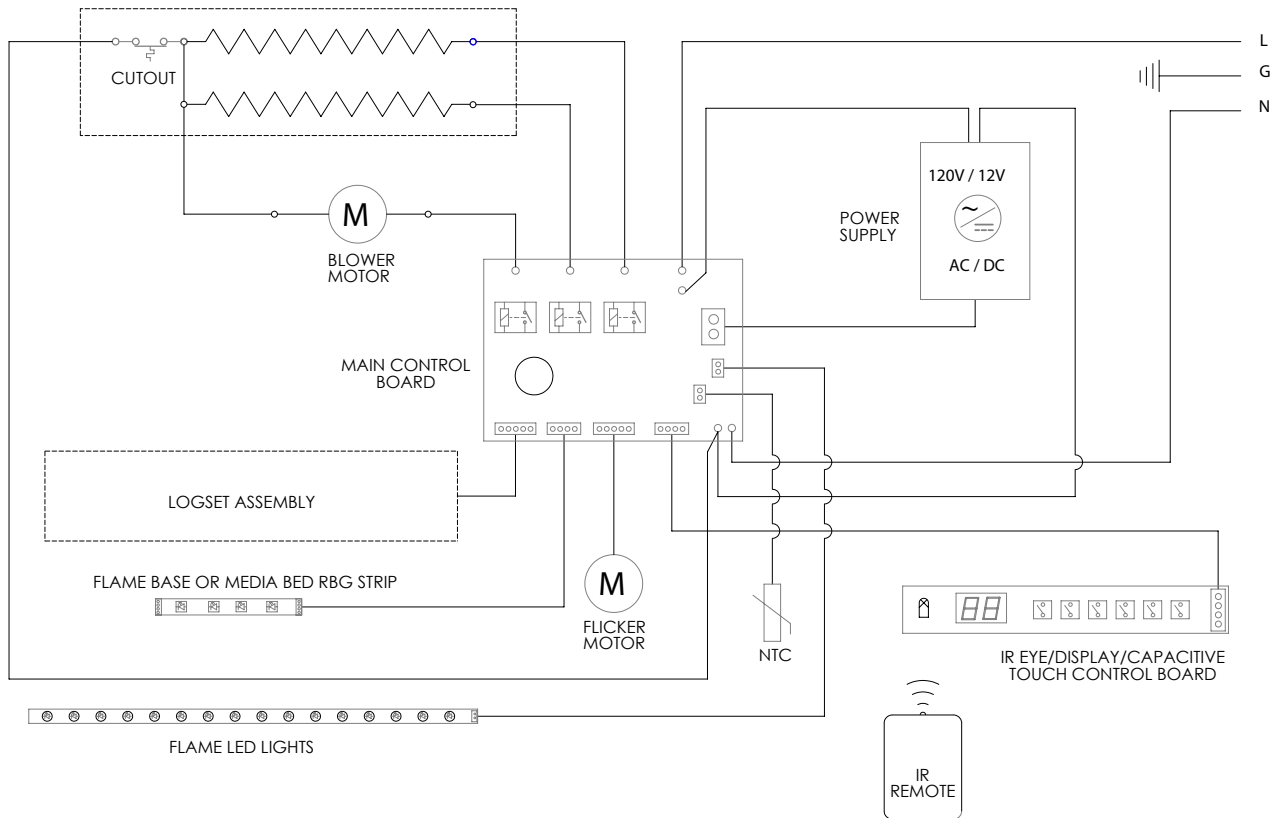 L
G
N
CUTOUT
120V / 12V
AC / DC
POWER
SUPPLY
M
BLOWER
MOTOR
MAIN CONTROL
BOARD
LOGSET ASSEMBLY
FLAME BASE OR MEDIA BED RBG STRIP
M
FLICKER
MOTOR
NTC
88
IR EYE/DISPLAY/CAPACITIVE
TOUCH CONTROL BOARD
FLAME LED LIGHTS
IR
REMOTE